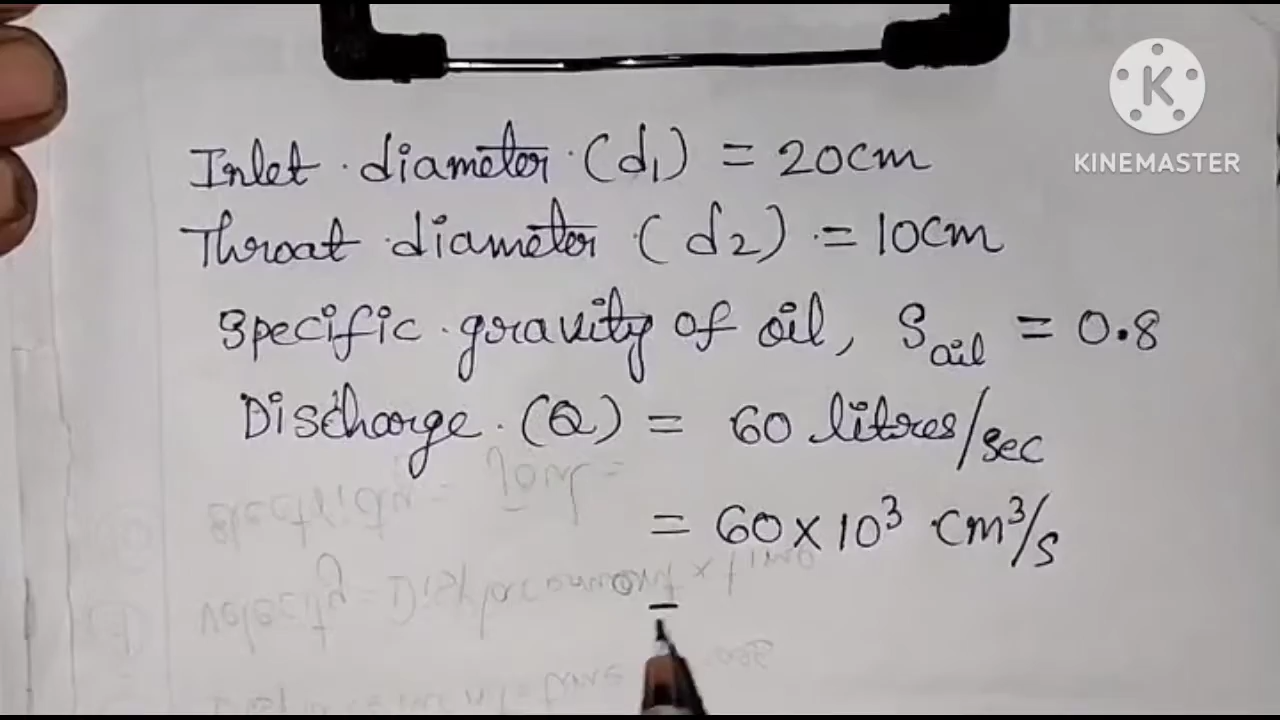 K
KINEMASTER
Inlet diameter (d1) = 20cm
Throat diameter (d2) = 10cm
Specific gravity of oil, Soil = 0.8
Discharge (Q) = 60 litres/sec
= 60×10³ cm³/s